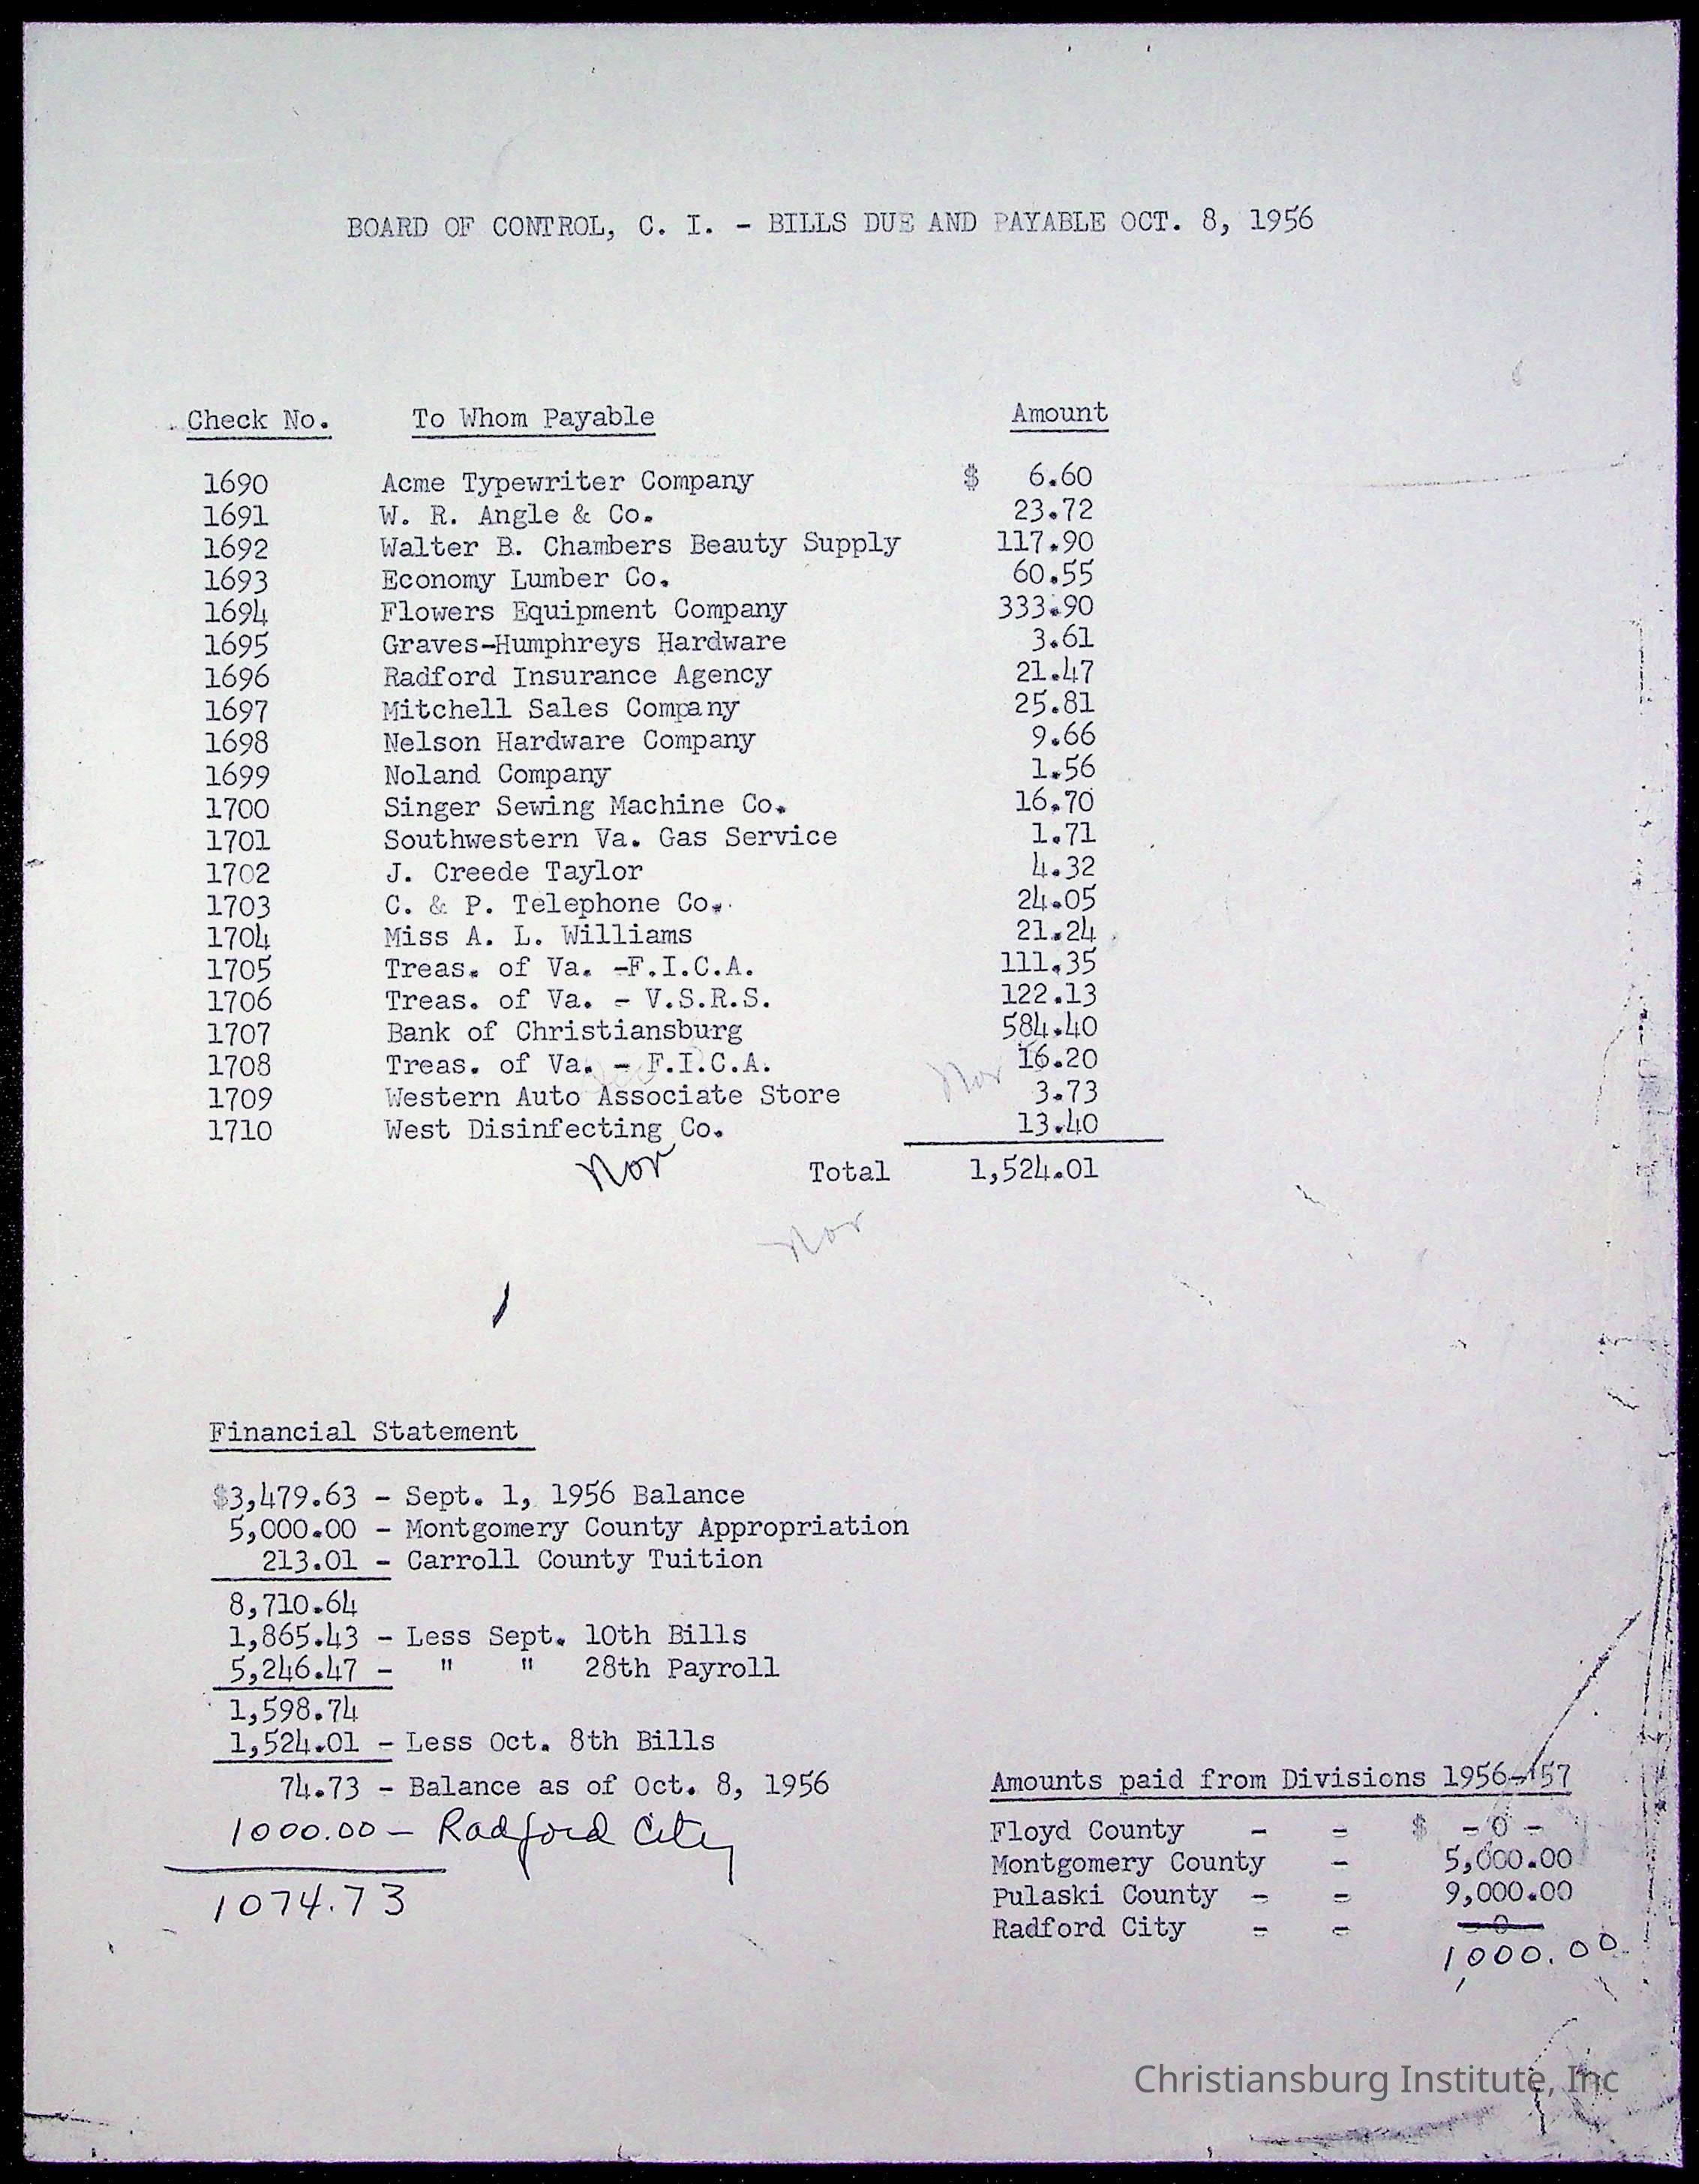 BOARD OF CONTROL, C. I. - BILLS DUE AND PAYABLE OCT. 8, 1956
Check No. To Whom Payable Amount
1690 Acme Typewriter Company $ 6.60
1691 W. R. Angle & Co. 23.72
1692 Walter B. Chambers Beauty Supply 117.90
1693 Economy Lumber Co. 60.55
1694 Flowers Equipment Company 333.90
1695 Graves-Humphreys Hardware 3.61
1696 Radford Insurance Agency 21.47
1697 Mitchell Sales Company 25.81
1698 Nelson Hardware Company 9.66
1699 Noland Company 1.56
1700 Singer Sewing Machine Co. 16.70
1701 Southwestern Va. Gas Service 1.71
1702 J. Creede Taylor 4.32
1703 C. & P. Telephone Co. 24.05
1704 Miss A. L. Williams 21.24
1705 Treas. of Va. -F.I.C.A. 111.35
1706 Treas. of Va. - V.S.R.S. 122.13
1707 Bank of Christiansburg 584.40
1708 Treas. of Va. - F.I.C.A. 16.20
Nor
1709 Western Auto Associate Store 3.73
1710 West Disinfecting Co. 13.40
Nor Total 1,524.01
Nor
Financial Statement
$3,479.63 - Sept. 1, 1956 Balance
5,000.00 - Montgomery County Appropriation
213.01 - Carroll County Tuition
8,710.64
1,865.43 - Less Sept. 10th Bills
5,246.47 - " " 28th Payroll
1,598.74
1,524.01 - Less Oct. 8th Bills
74.73 - Balance as of Oct. 8, 1956
1000.00 - Radford City
1074.73
Amounts paid from Divisions 1956-'57
Floyd County - - $ - 0 -
Montgomery County - 5,000.00
Pulaski County - - 9,000.00
Radford City - - -0-
1,000.00
Christiansburg Institute, Inc